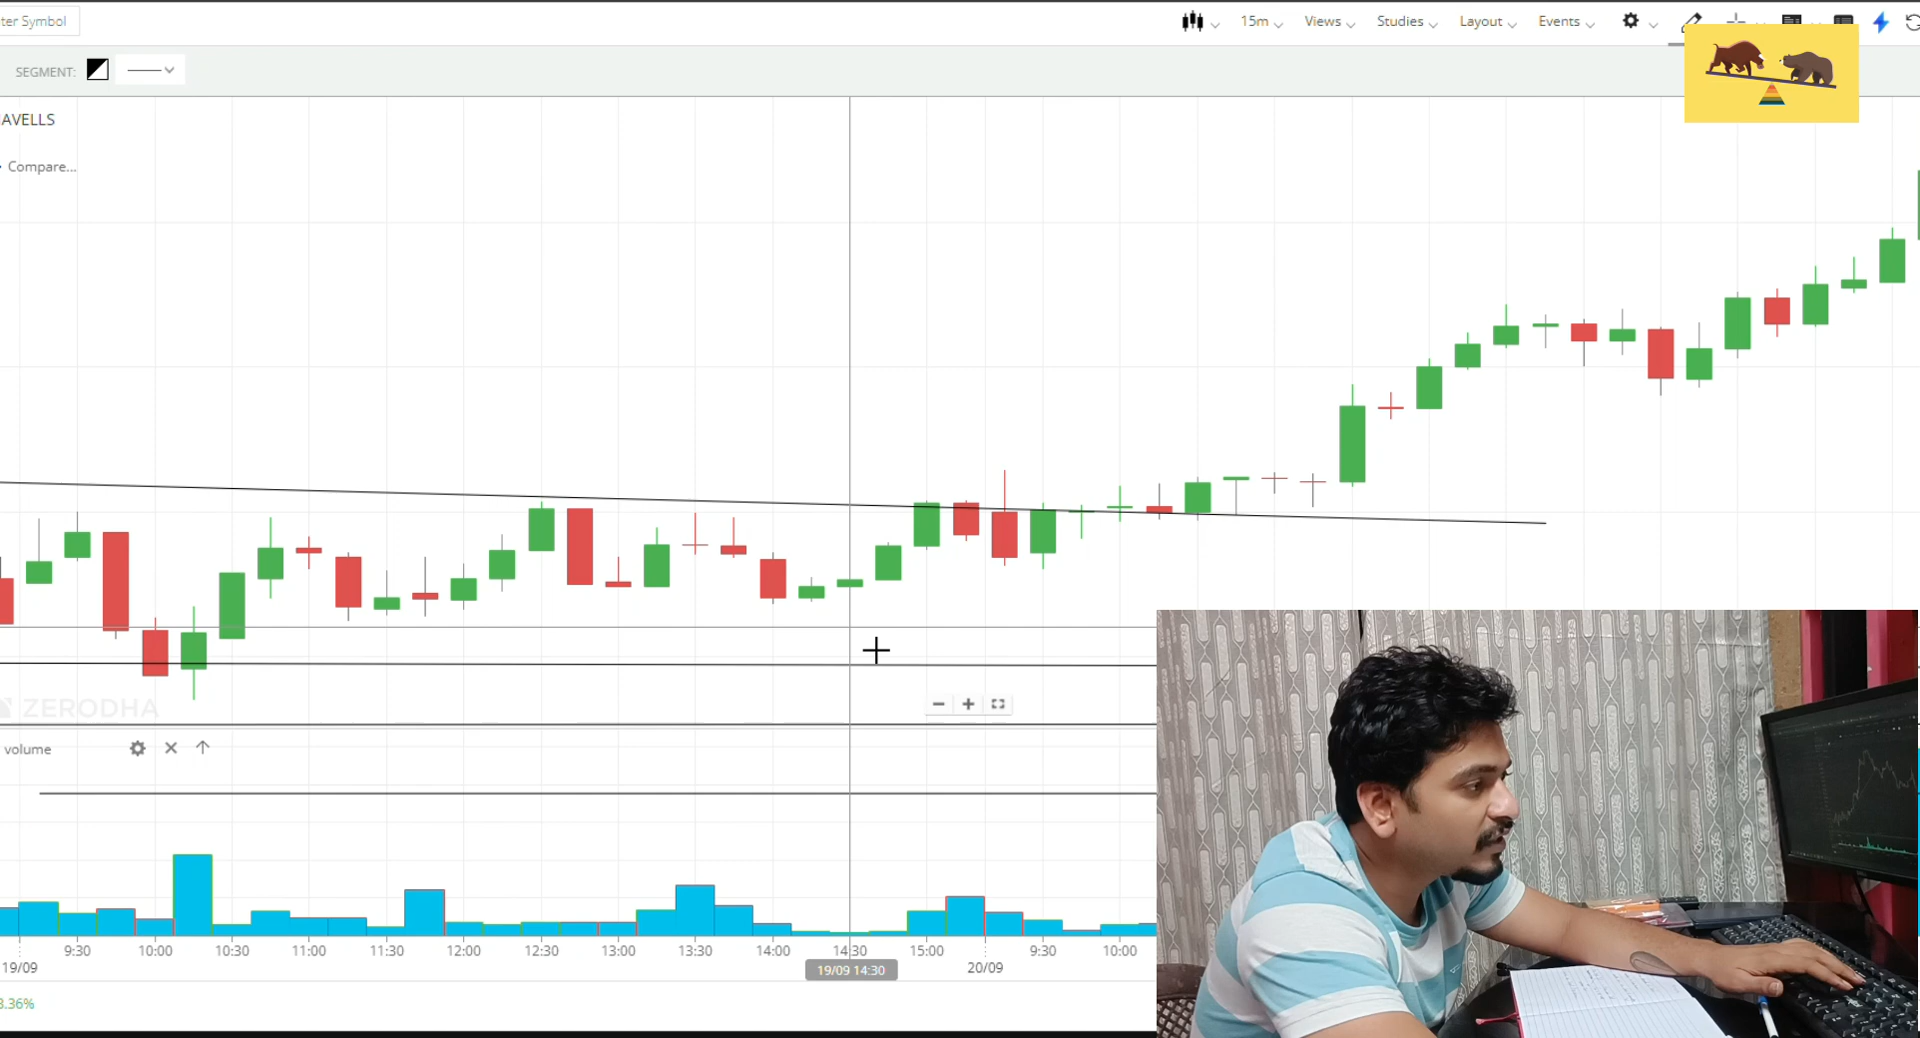 ter Symbol
15m
Views
Studies
Layout
Events
SEGMENT:
AVELLS
Compare...
ZERODHA
volume
9:30
10:00
10:30
11:00
11:30
12:00
12:30
13:00
13:30
14:00
14:30
15:00
9:30
10:00
19/09
19/09 14:30
20/09
3.36%